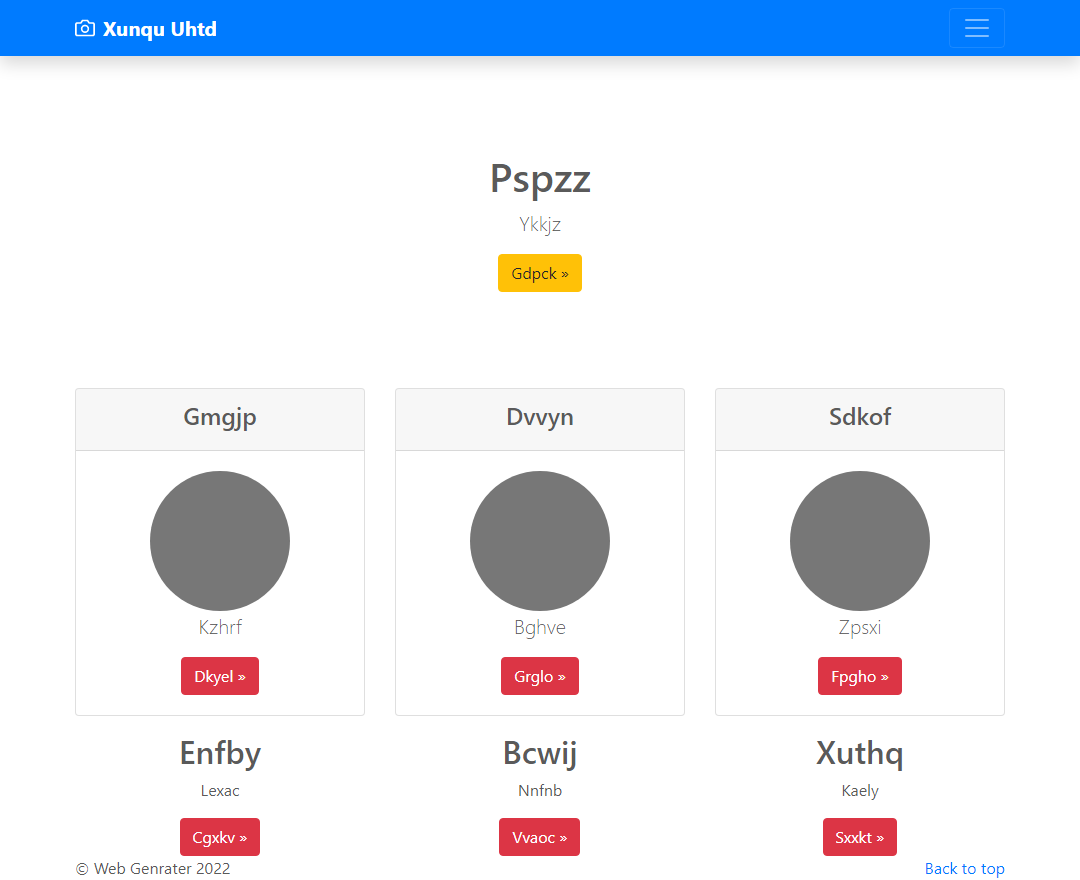 Xunqu Uhtd
Pspzz
Ykkjz
Gdpck »
Gmgjp
Kzhrf
Dkyel »
Dvvyn
Bghve
Grglo »
Sdkof
Zpsxi
Fpgho »
Enfby
Lexac
Cgxkv »
Bcwij
Nnfnb
Vvaoc »
Xuthq
Kaely
Sxxkt »
© Web Genrater 2022
Back to top